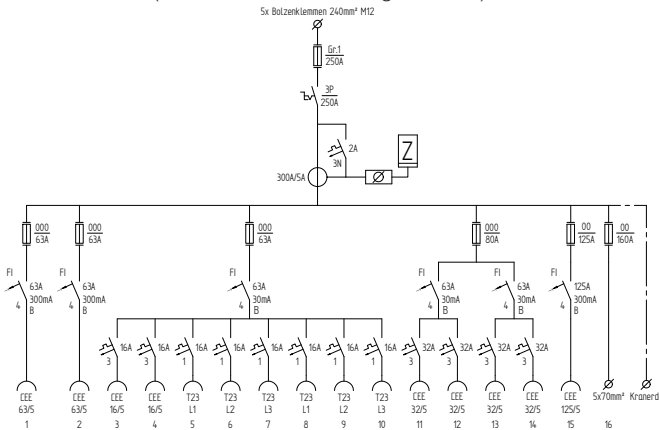 5x Bolzenklemmen 240mm² M12
Gr.1
250A
3P
250A
2A
3N
Z
300A/5A
000
63A
000
63A
000
63A
000
80A
00
125A
00
160A
FI
63A
300mA
4
B
FI
63A
300mA
4
B
FI
63A
30mA
4
B
FI
63A
30mA
4
B
FI
63A
30mA
4
B
FI
125A
300mA
4
B
16A
3
16A
3
16A
1
16A
1
16A
1
16A
1
16A
1
16A
1
32A
3
32A
3
32A
3
32A
3
CEE CEE CEE CEE T23 T23 T23 T23 T23 T23 CEE CEE CEE CEE CEE 5x70mm² Kranerd
63/5 63/5 16/5 16/5 L1 L2 L3 L1 L2 L3 32/5 32/5 32/5 32/5 125/5
1 2 3 4 5 6 7 8 9 10 11 12 13 14 15 16